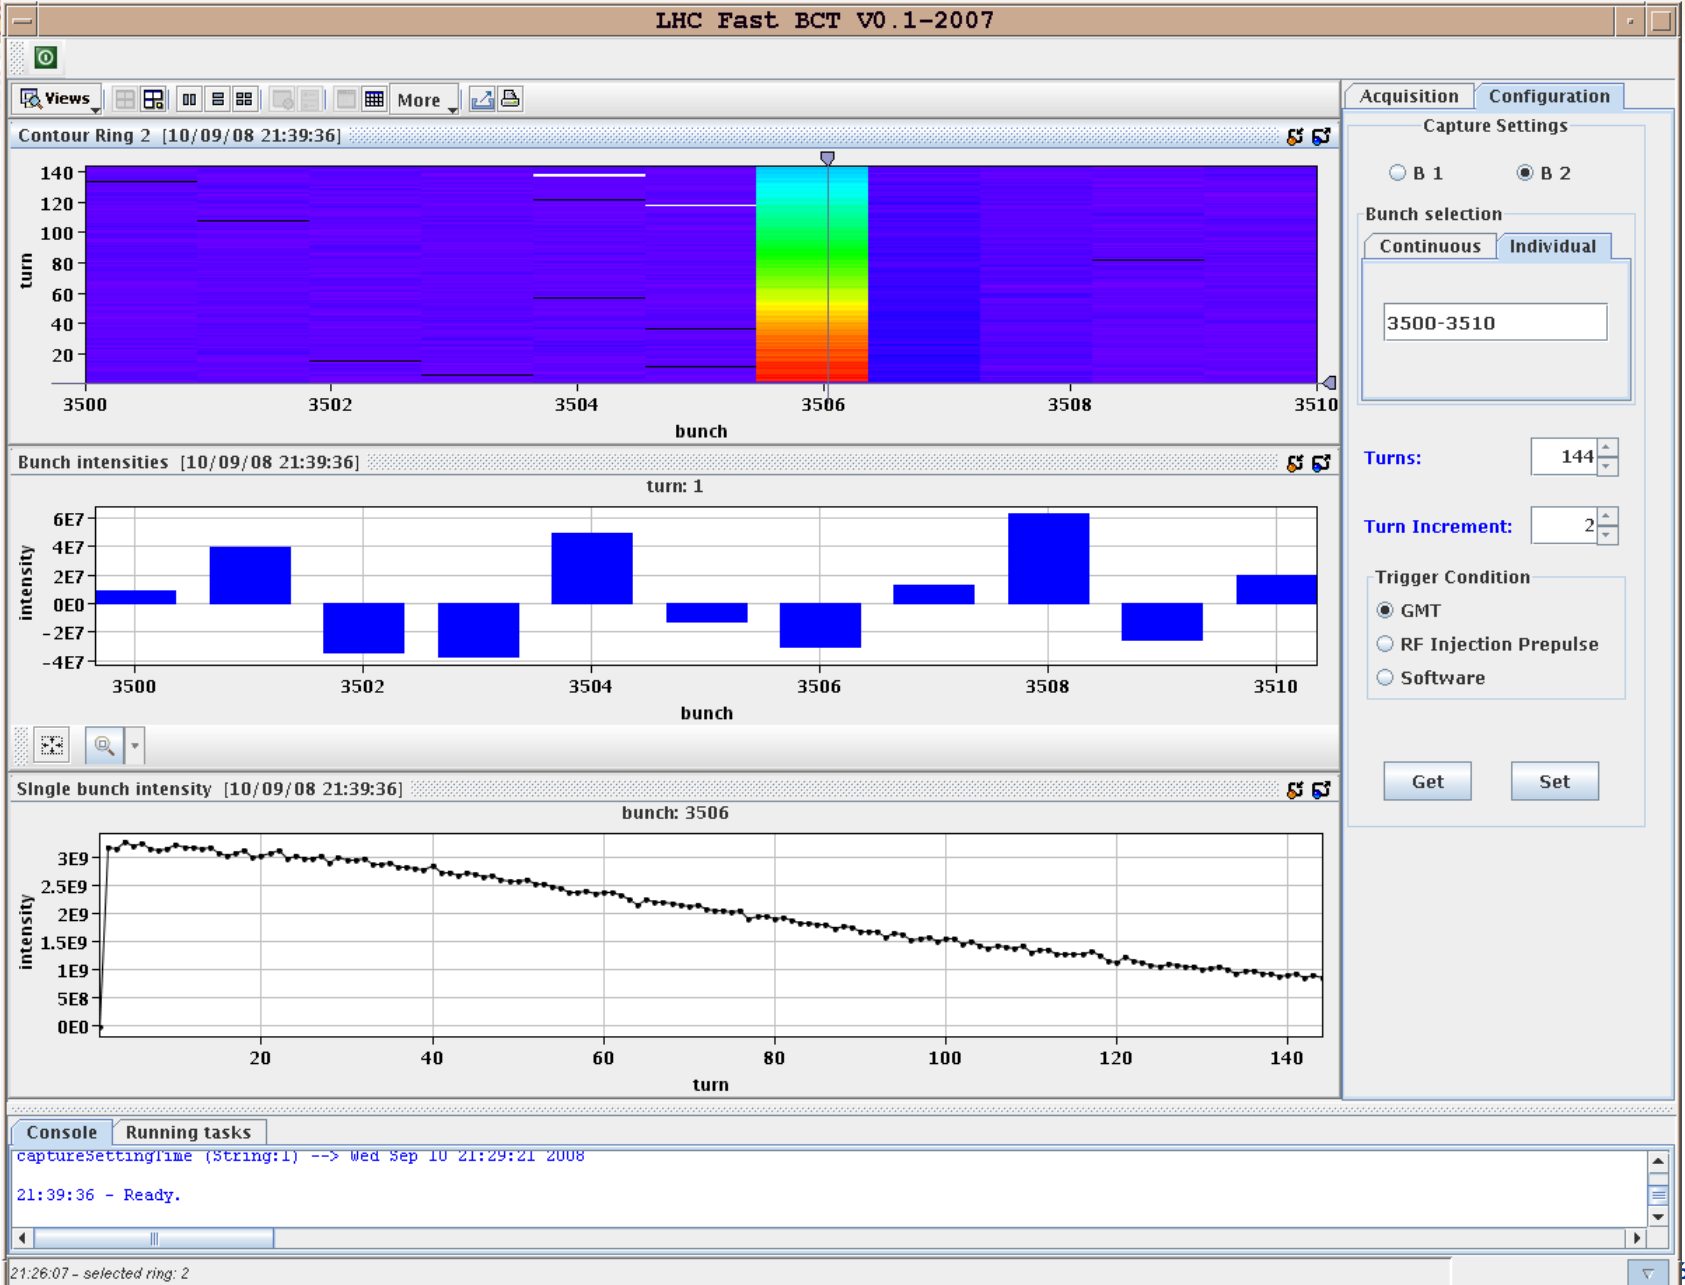 LHC Fast BCT V0.1-2007
Views
More
Acquisition
Configuration
Contour Ring 2 [10/09/08 21:39:36]
140
120
100
80
60
40
20
turn
3500
3502
3504
3506
3508
3510
bunch
Bunch intensities [10/09/08 21:39:36]
turn: 1
6E7
4E7
2E7
0E0
-2E7
-4E7
intensity
3500
3502
3504
3506
3508
3510
bunch
SIngle bunch intensity [10/09/08 21:39:36]
bunch: 3506
3E9
2.5E9
2E9
1.5E9
1E9
5E8
0E0
intensity
20
40
60
80
100
120
140
turn
Capture Settings
B 1
B 2
Bunch selection
Continuous
Individual
3500-3510
Turns:
144
Turn Increment:
2
Trigger Condition
GMT
RF Injection Prepulse
Software
Get
Set
Console
Running tasks
captureSettingTime (String:1) --> Wed Sep 10 21:29:21 2008
21:39:36 - Ready.
21:26:07 - selected ring: 2